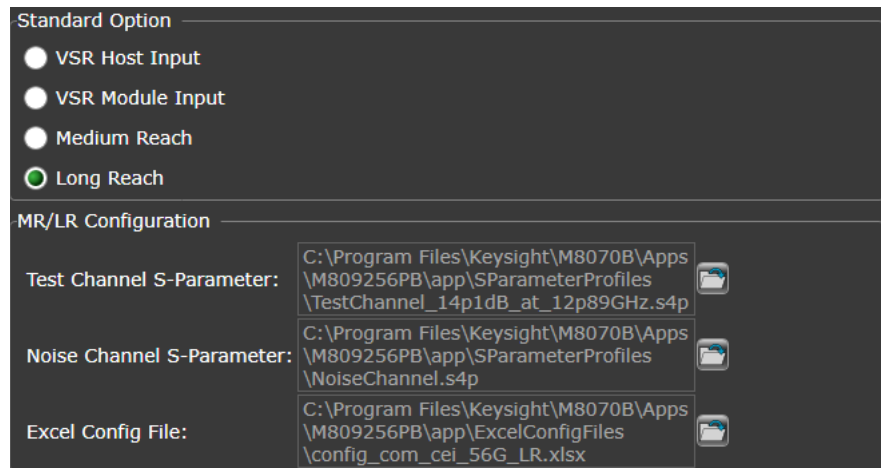 Standard Option
VSR Host Input
VSR Module Input
Medium Reach
Long Reach
MR/LR Configuration
Test Channel S-Parameter:
C:\Program Files\Keysight\M8070B\Apps
\M809256PB\app\SParameterProfiles
\TestChannel_14p1dB_at_12p89GHz.s4p
Noise Channel S-Parameter:
C:\Program Files\Keysight\M8070B\Apps
\M809256PB\app\SParameterProfiles
\NoiseChannel.s4p
Excel Config File:
C:\Program Files\Keysight\M8070B\Apps
\M809256PB\app\ExcelConfigFiles
\config_com_cei_56G_LR.xlsx